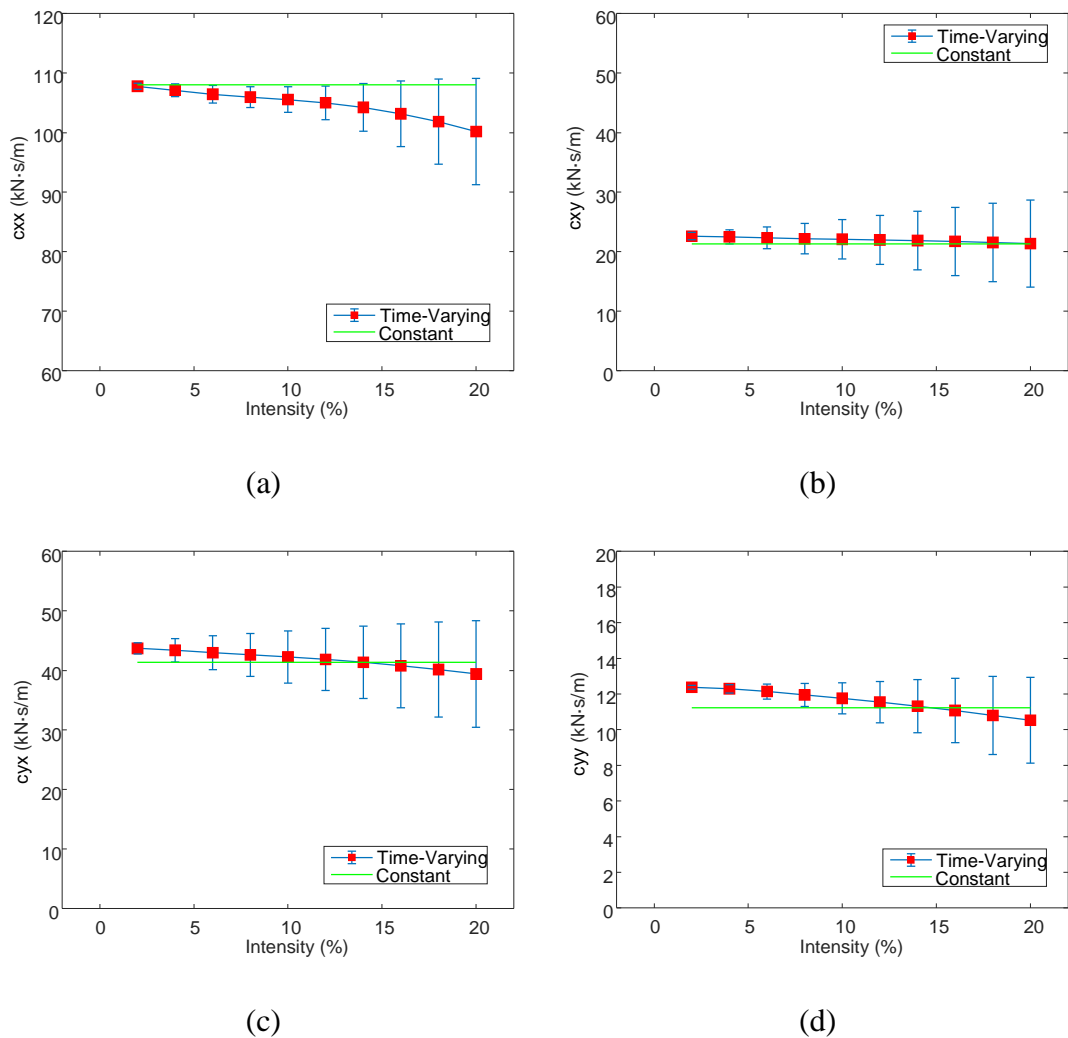 120
110
100
90
80
70
60
cxx (kN·s/m)
0 5 10 15 20
Intensity (%)
Time-Varying
Constant
(a)
60
50
40
30
20
10
0
cxy (kN·s/m)
0 5 10 15 20
Intensity (%)
Time-Varying
Constant
(b)
60
50
40
30
20
10
0
cyx (kN·s/m)
0 5 10 15 20
Intensity (%)
Time-Varying
Constant
(c)
20
18
16
14
12
10
8
6
4
2
0
cyy (kN·s/m)
0 5 10 15 20
Intensity (%)
Time-Varying
Constant
(d)